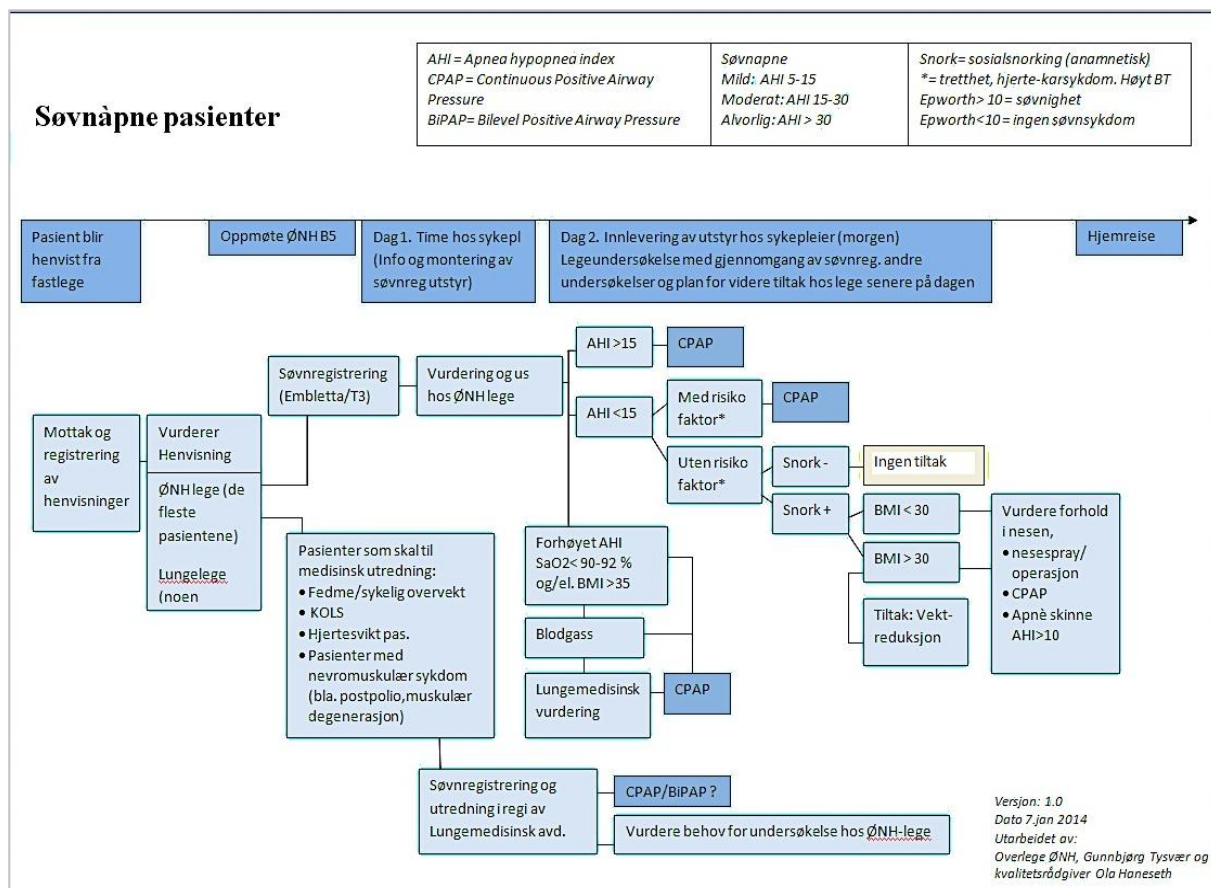 Søvnàpne pasienter
AHI = Apnea hypopnea index
CPAP = Continuous Positive Airway
Pressure
BiPAP= Bilevel Positive Airway Pressure
Søvnapne
Mild: AHI 5-15
Moderat: AHI 15-30
Alvorlig: AHI > 30
Snork= sosialsnorking (anamnetisk)
*= tretthet, hjerte-karsykdom. Høyt BT
Epworth> 10 = søvnighet
Epworth<10 = ingen søvnsykdom
Pasient blir
henvist fra
fastlege
Oppmøte ØNH B5
Dag 1. Time hos sykepl
(Info og montering av
søvnreg utstyr)
Dag 2. Innlevering av utstyr hos sykepleier (morgen)
Legeundersøkelse med gjennomgang av søvnreg. andre
undersøkelser og plan for videre tiltak hos lege senere på dagen
Hjemreise
Mottak og
registrering
av
henvisninger
Vurderer
Henvisning
ØNH lege (de
fleste
pasientene)
Lungelege
(noen
Søvnregistrering
(Embletta/T3)
Vurdering og us
hos ØNH lege
AHI >15
CPAP
AHI <15
Med risiko
faktor*
CPAP
Uten risiko
faktor*
Snork -
Ingen tiltak
Snork +
BMI < 30
BMI > 30
Tiltak: Vekt-
reduksjon
Vurdere forhold
i nesen,
• nesespray/
operasjon
• CPAP
• Apnè skinne
AHI>10
Forhøyet AHI
SaO2< 90-92 %
og/el. BMI >35
Blodgass
Lungemedisinsk
vurdering
CPAP
Pasienter som skal til
medisinsk utredning:
• Fedme/sykelig overvekt
• KOLS
• Hjertesvikt pas.
• Pasienter med
nevromuskulær sykdom
(bla. postpolio,muskulær
degenerasjon)
Søvnregistrering og
utredning i regi av
Lungemedisinsk avd.
CPAP/BiPAP ?
Vurdere behov for undersøkelse hos ØNH-lege
Versjon: 1.0
Dato 7.jan 2014
Utarbeidet av:
Overlege ØNH, Gunnbjørg Tysvær og
kvalitetsrådgiver Ola Haneseth